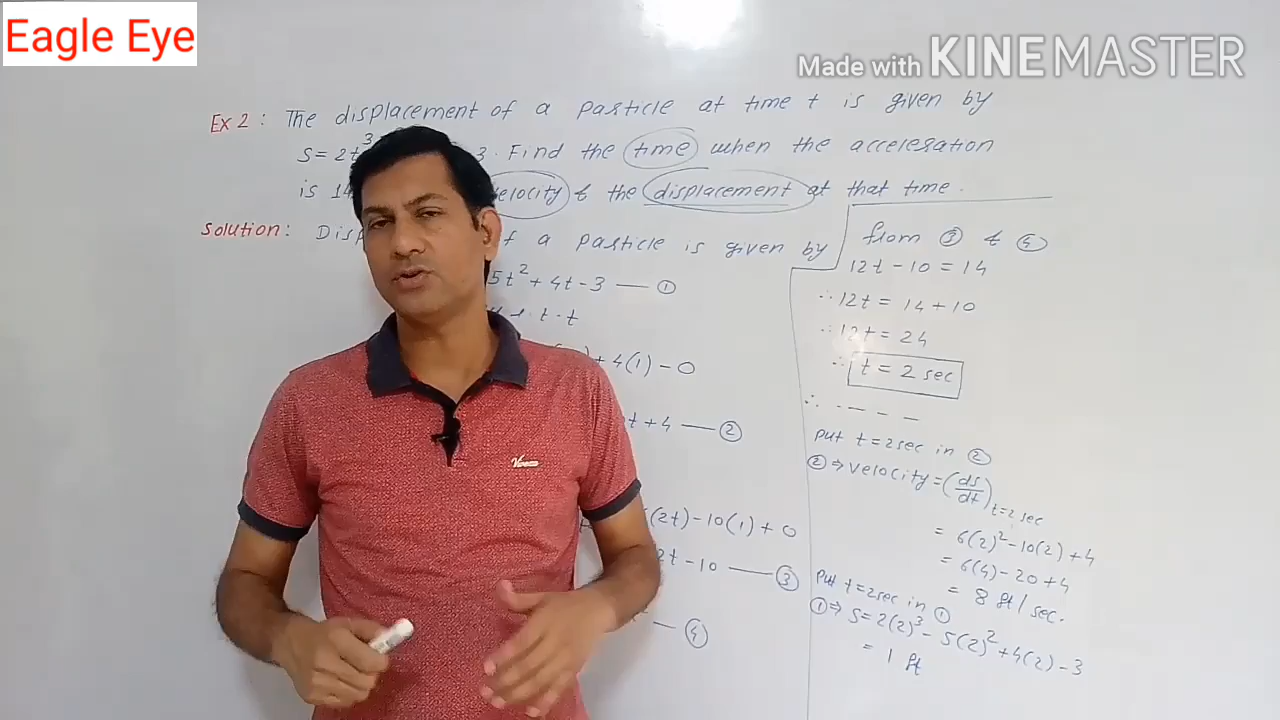 Eagle Eye
Made with KINEMASTER
Ex 2: The displacement of a particle at time t is given by
S = 2t³ 3. Find the time when the acceleration
is 14 velocity & the displacement at that time.
Solution: Disp of a particle is given by
5t² + 4t - 3 — ①
w.r.t.t
+ 4(1) - 0
t + 4 — ②
(2t) - 10(1) + 0
2t - 10 — ③
— ④
from ③ & ④
12t - 10 = 14
∴ 12t = 14 + 10
∴ 12t = 24
∴ t = 2 sec
∴ - - - -
put t = 2 sec in ②
② ⇒ velocity = (ds/dt) t=2 sec
= 6(2)² - 10(2) + 4
= 6(4) - 20 + 4
= 8 ft/sec.
put t = 2 sec in ①
① ⇒ S = 2(2)³ - 5(2)² + 4(2) - 3
= 1 ft